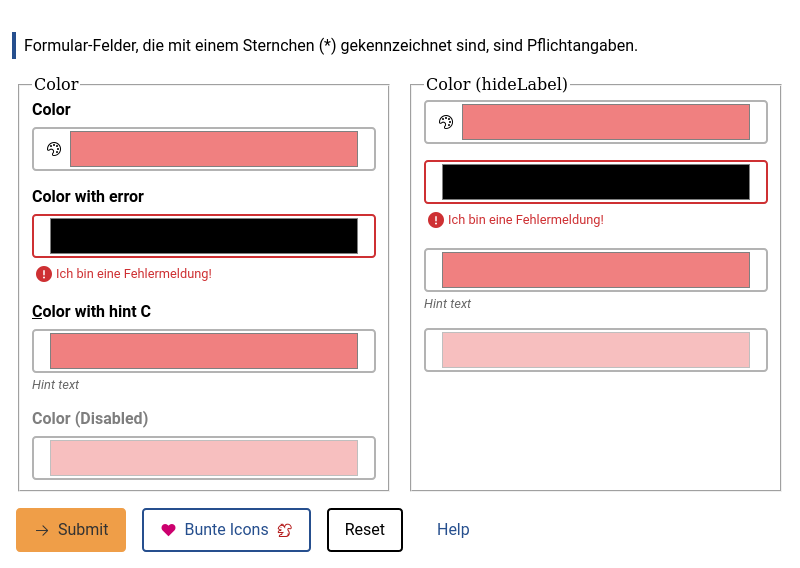 Formular-Felder, die mit einem Sternchen (*) gekennzeichnet sind, sind Pflichtangaben.
Color
Color
Color with error
Ich bin eine Fehlermeldung!
Color with hint C
Hint text
Color (Disabled)
Color (hideLabel)
Ich bin eine Fehlermeldung!
Hint text
Submit
Bunte Icons
Reset
Help